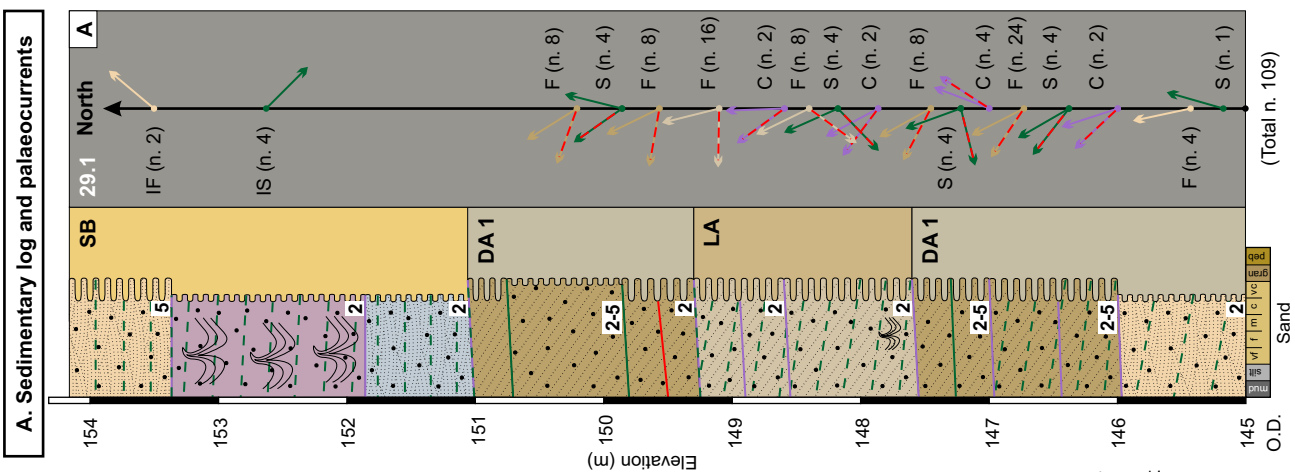 A. Sedimentary log and palaeocurrents
A
North
29.1
IF (n. 2)
IS (n. 4)
F (n. 8)
S (n. 4)
F (n. 8)
F (n. 16)
C (n. 2)
F (n. 8)
S (n. 4)
C (n. 2)
F (n. 8)
S (n. 4)
C (n. 4)
F (n. 24)
S (n. 4)
C (n. 2)
F (n. 4)
S (n. 1)
(Total n. 109)
SB
DA 1
LA
DA 1
5
2
2
2-5
2
2
2
2-5
2-5
2
154
153
152
151
150
149
148
147
146
145
O.D.
Elevation (m)
mud
silt
vf
f
m
c
vc
gran
peb
Sand